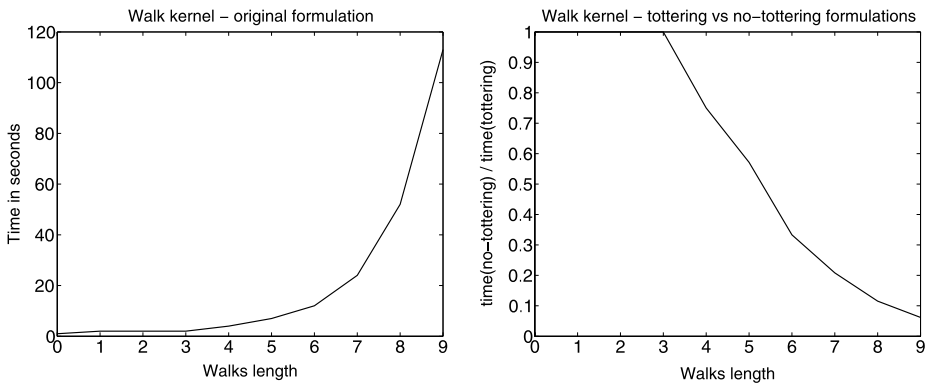 Walk kernel − original formulation
120
100
80
60
40
20
0
Time in seconds
0 1 2 3 4 5 6 7 8 9
Walks length
Walk kernel − tottering vs no−tottering formulations
1
0.9
0.8
0.7
0.6
0.5
0.4
0.3
0.2
0.1
0
time(no−tottering) / time(tottering)
0 1 2 3 4 5 6 7 8 9
Walks length